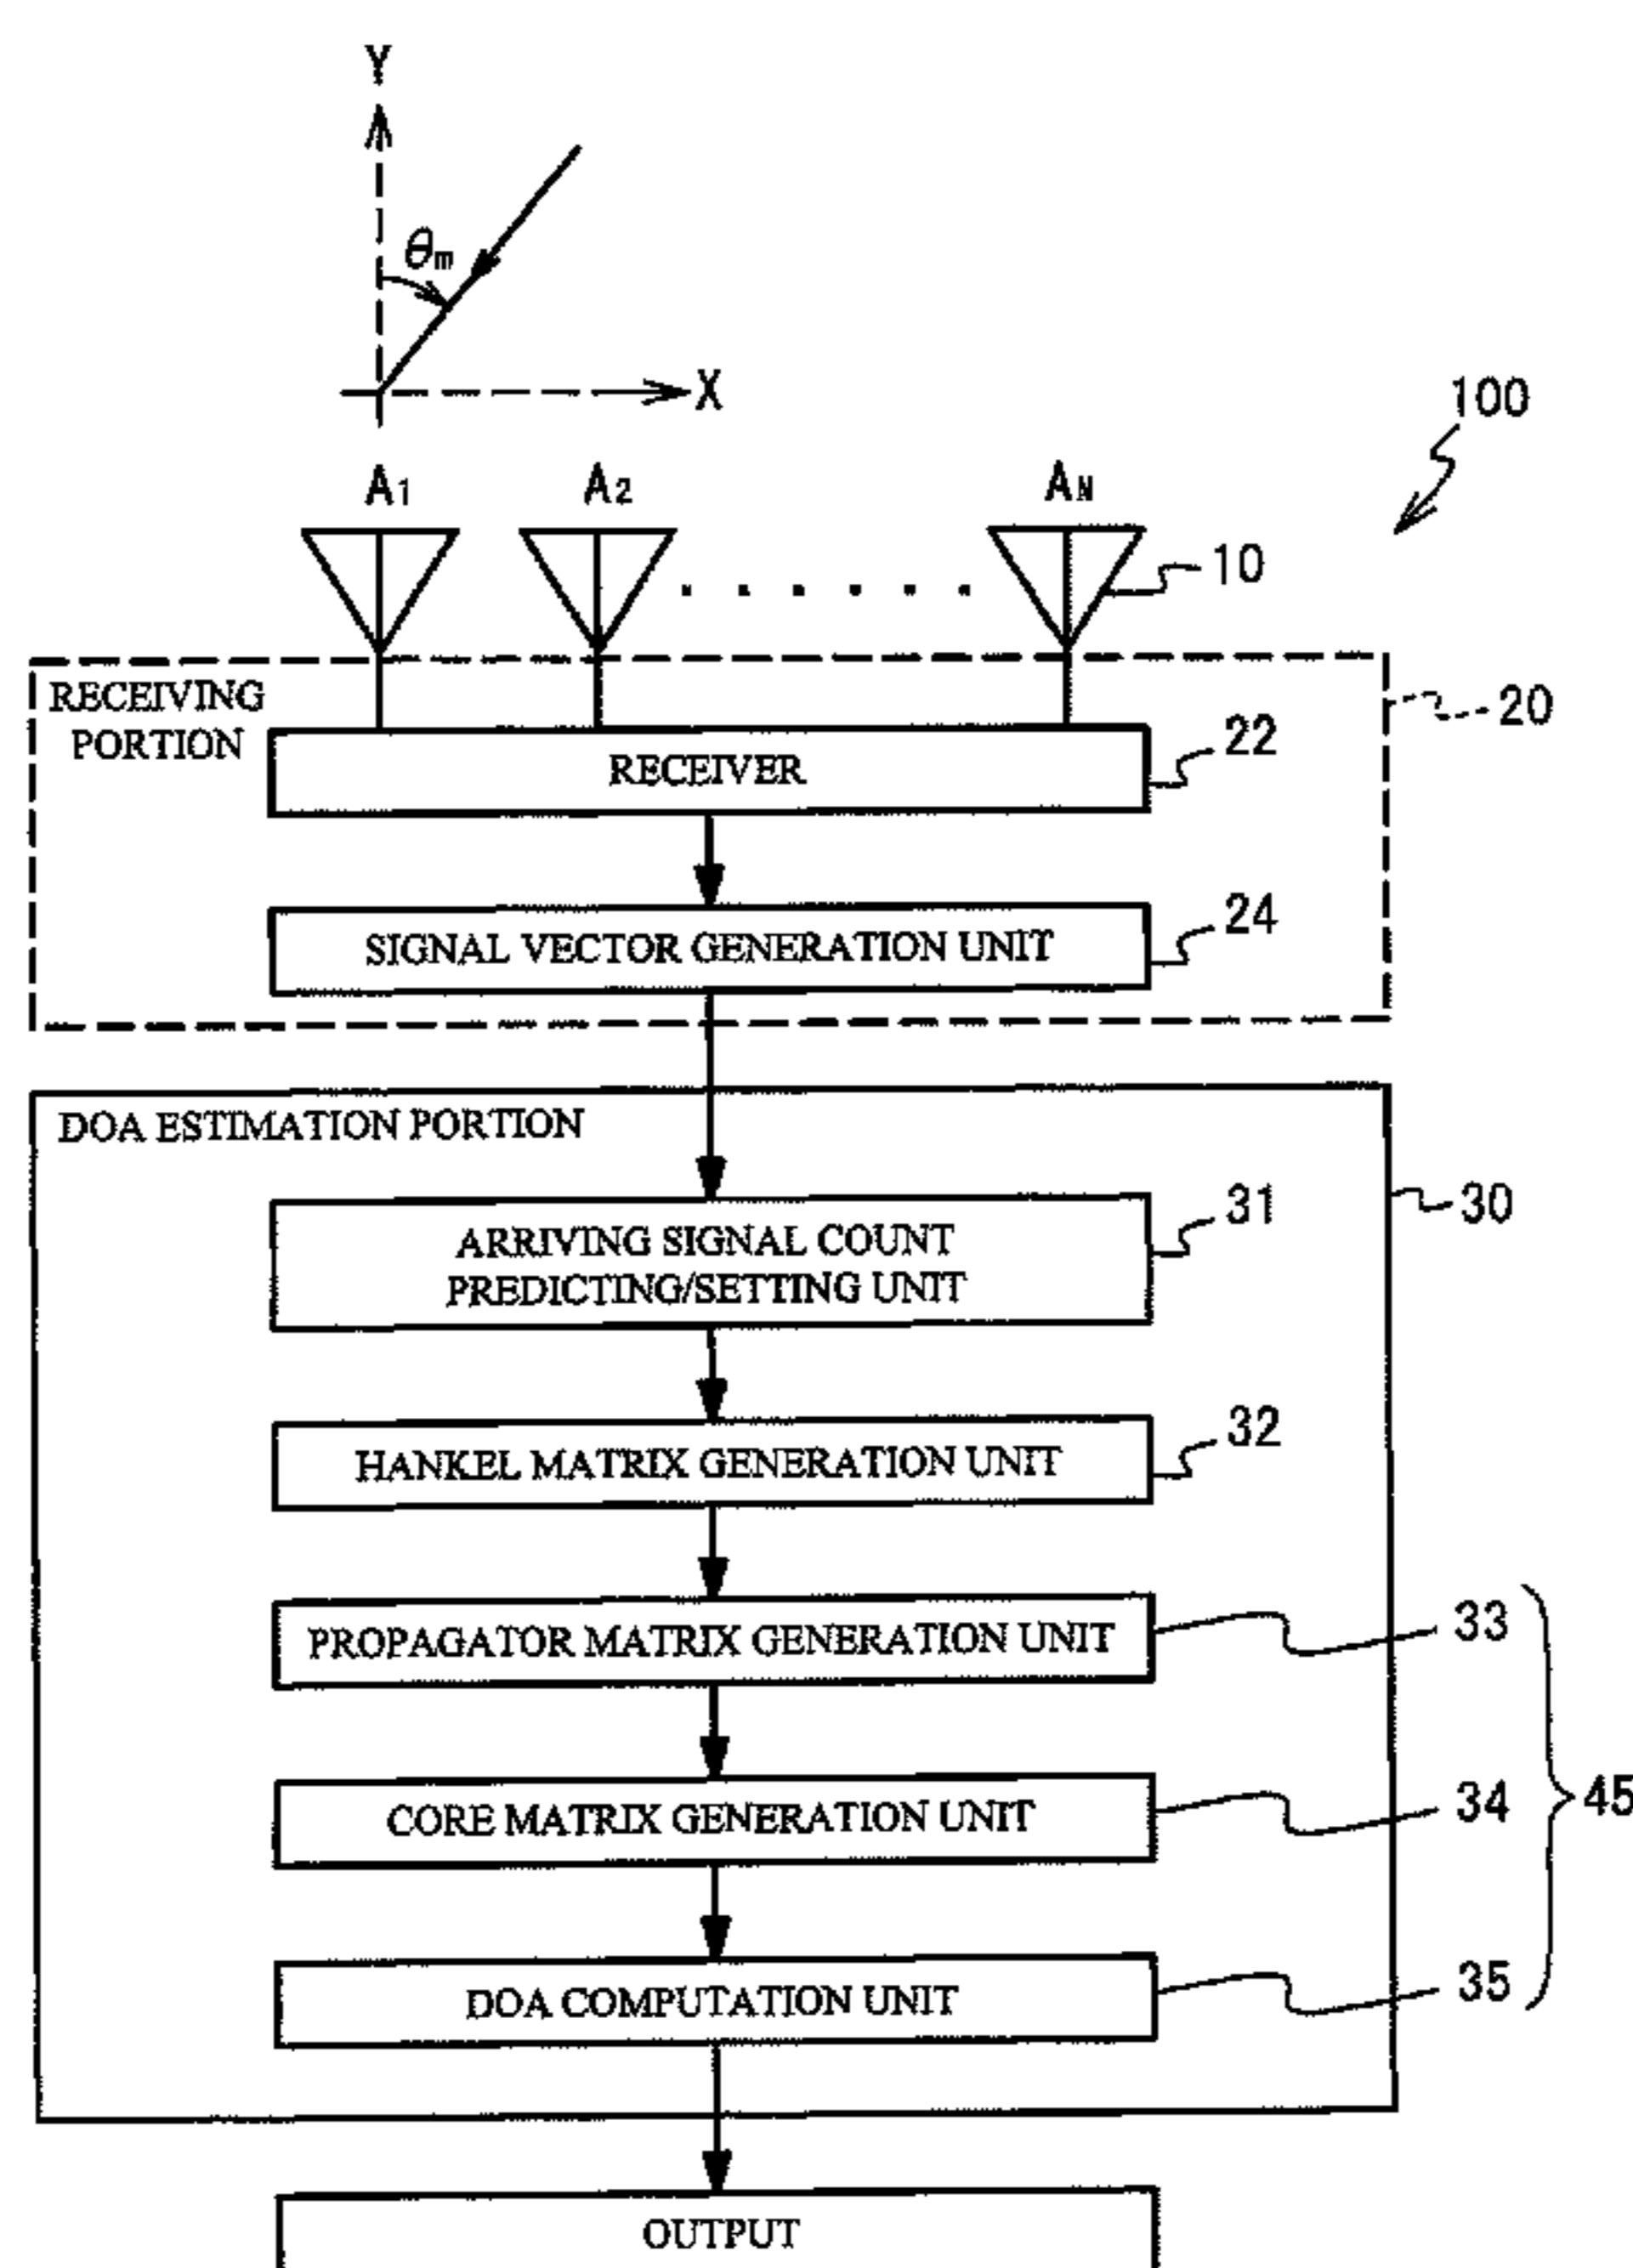 Y
θm
X
100
A1
A2
AN
10
RECEIVING
PORTION
20
RECEIVER
22
SIGNAL VECTOR GENERATION UNIT
24
DOA ESTIMATION PORTION
30
ARRIVING SIGNAL COUNT
PREDICTING/SETTING UNIT
31
HANKEL MATRIX GENERATION UNIT
32
PROPAGATOR MATRIX GENERATION UNIT
33
CORE MATRIX GENERATION UNIT
34
45
DOA COMPUTATION UNIT
35
OUTPUT